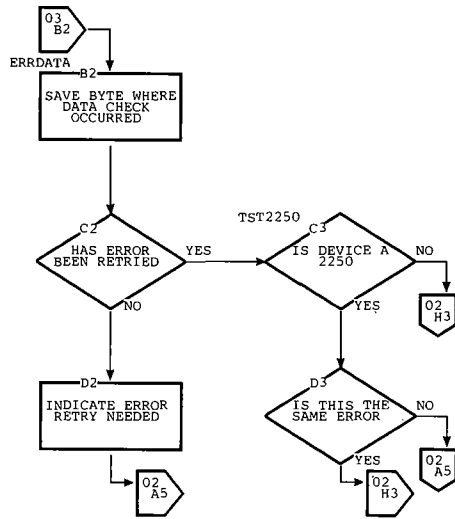 03
B2
ERRDATA
B2
SAVE BYTE WHERE
DATA CHECK
OCCURRED
C2
HAS ERROR
BEEN RETRIED
YES
NO
TST2250
C3
IS DEVICE A
2250
NO
YES
02
H3
D2
INDICATE ERROR
RETRY NEEDED
02
A5
D3
IS THIS THE
SAME ERROR
NO
YES
02
A5
02
H3